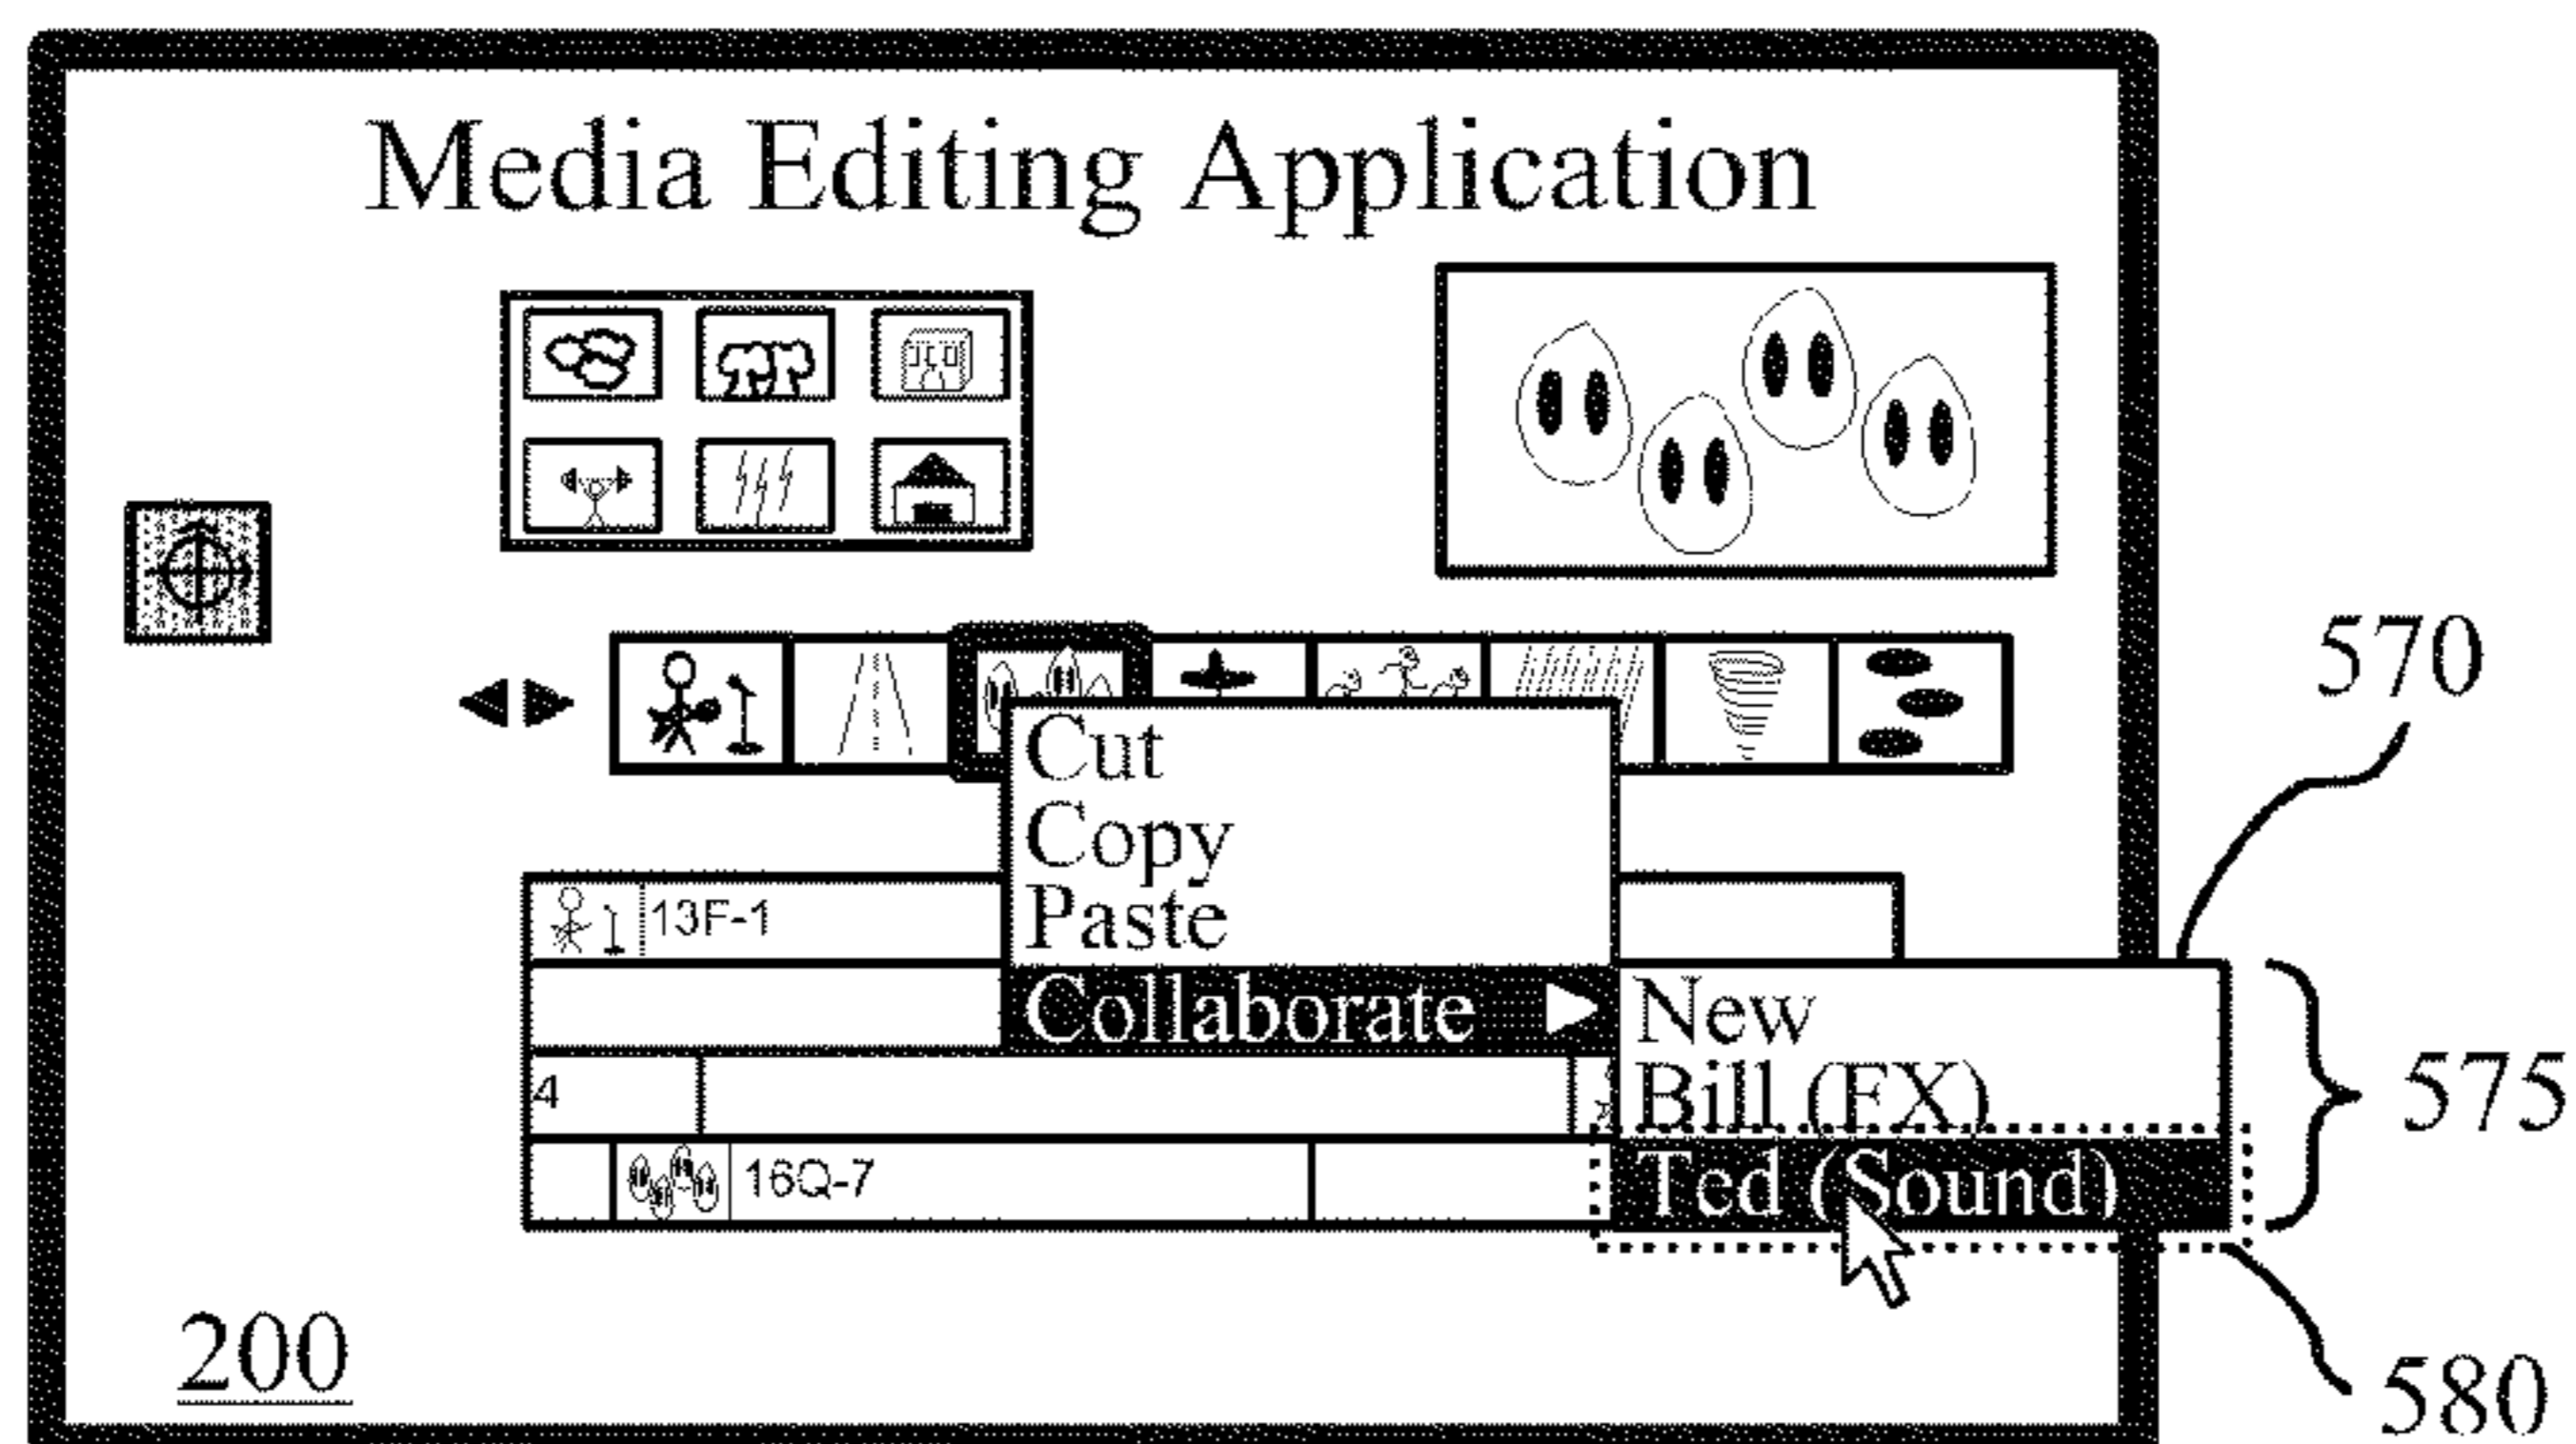 Media Editing Application
570
Cut
Copy
Paste
13F-1
Collaborate
New
Bill (FX)
575
4
Ted (Sound)
16Q-7
200
580